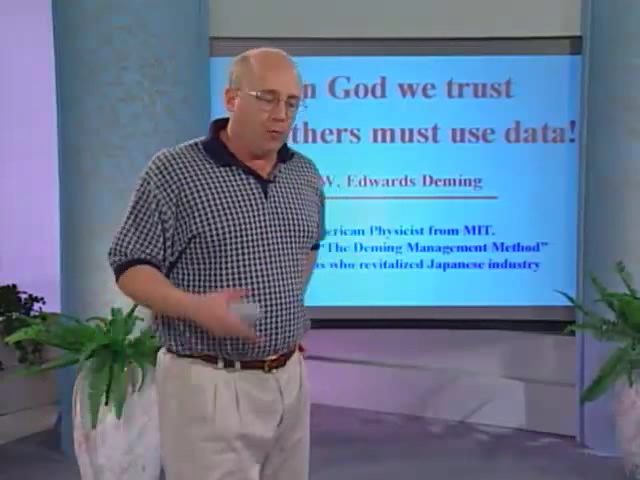 n God we trust
thers must use data!
W. Edwards Deming
erican Physicist from MIT.
"The Deming Management Method"
s who revitalized Japanese industry